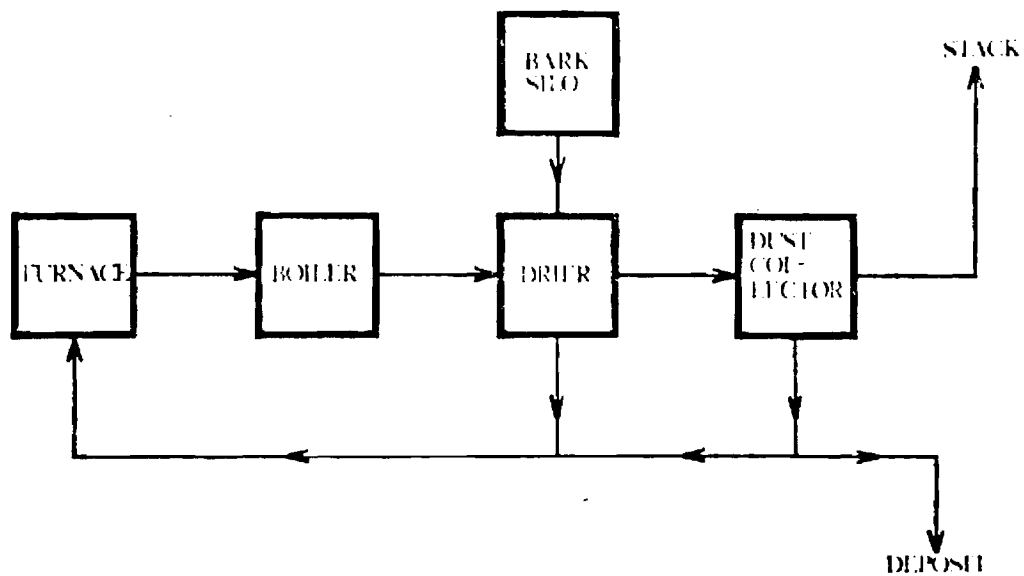 BARK
SILO
STACK
FURNACE
BOILER
DRIER
DUST
COL-
LECTOR
DEPOSIT